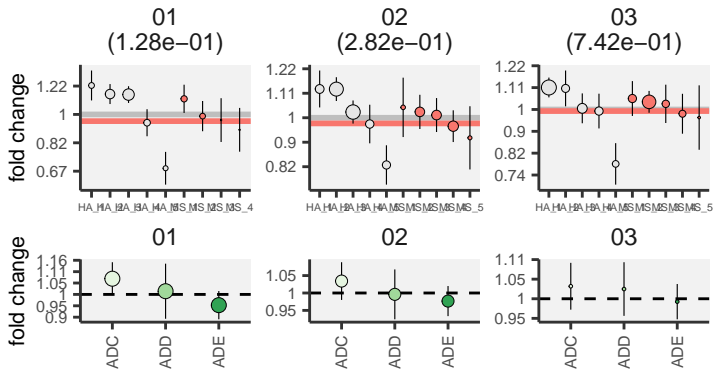 01
(1.28e−01)
02
(2.82e−01)
03
(7.42e−01)
fold change
1.22
1
0.82
0.67
1.22
1.11
1
0.9
0.82
1.22
1.11
1
0.9
0.82
0.74
HA_1
01
02
03
fold change
1.16
1.11
1.05
1
0.95
0.9
1.05
1
0.95
1.11
1.05
1
0.95
ADC
ADD
ADE
ADC
ADD
ADE
ADC
ADD
ADE